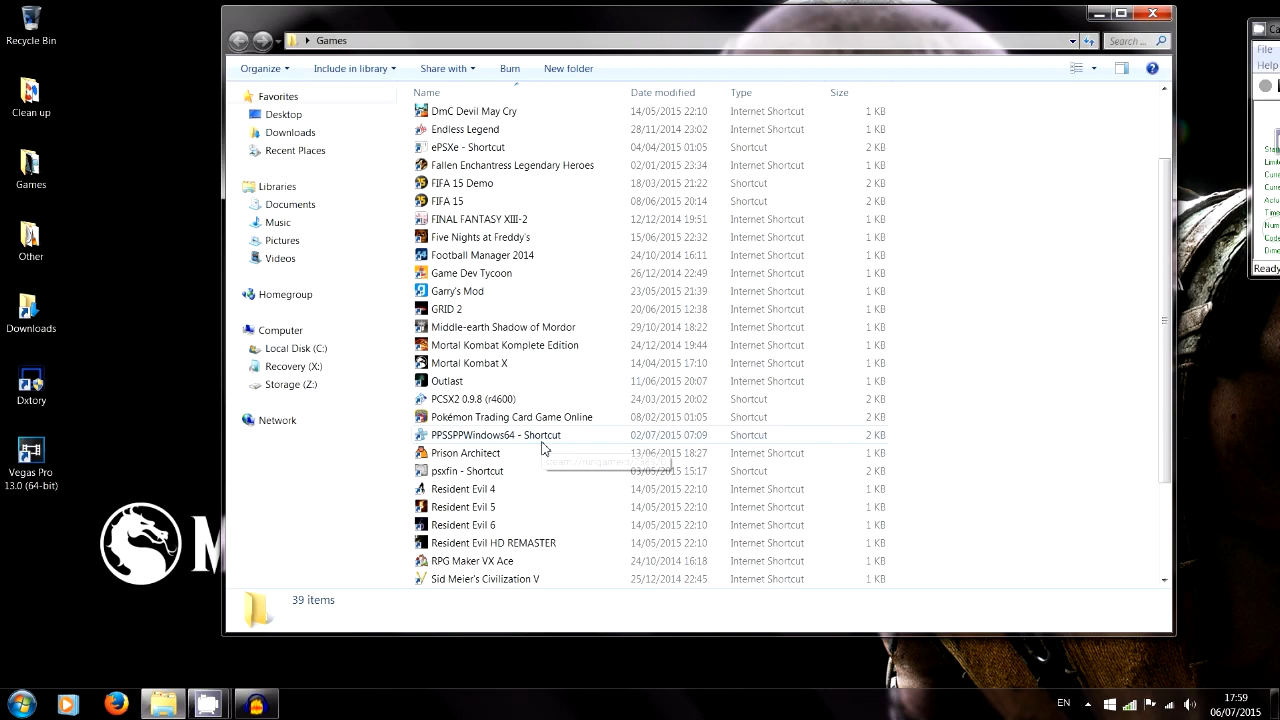 Recycle Bin
Clean up
Games
Other
Downloads
Dxtory
Vegas Pro
13.0 (64-bit)
M
Games
Search ...
Organize
Include in library
Share with
Burn
New folder
Favorites
Desktop
Downloads
Recent Places
Libraries
Documents
Music
Pictures
Videos
Homegroup
Computer
Local Disk (C:)
Recovery (X:)
Storage (Z:)
Network
Name Date modified Type Size
DmC Devil May Cry 14/05/2015 22:10 Internet Shortcut 1 KB
Endless Legend 28/11/2014 23:02 Internet Shortcut 1 KB
ePSXe - Shortcut 04/04/2015 01:05 Shortcut 2 KB
Fallen Enchantress Legendary Heroes 02/01/2015 23:34 Internet Shortcut 1 KB
FIFA 15 Demo 18/03/2015 21:22 Shortcut 2 KB
FIFA 15 08/06/2015 20:14 Shortcut 2 KB
FINAL FANTASY XIII-2 12/12/2014 19:51 Internet Shortcut 1 KB
Five Nights at Freddy's 15/06/2015 22:32 Internet Shortcut 1 KB
Football Manager 2014 24/10/2014 16:11 Internet Shortcut 1 KB
Game Dev Tycoon 26/12/2014 22:49 Internet Shortcut 1 KB
Garry's Mod 23/05/2015 21:39 Internet Shortcut 1 KB
GRID 2 20/06/2015 12:38 Internet Shortcut 1 KB
Middle-earth Shadow of Mordor 29/10/2014 18:22 Internet Shortcut 1 KB
Mortal Kombat Komplete Edition 24/12/2014 19:44 Internet Shortcut 1 KB
Mortal Kombat X 14/04/2015 17:10 Internet Shortcut 1 KB
Outlast 11/06/2015 20:07 Internet Shortcut 1 KB
PCSX2 0.9.8 (r4600) 24/03/2015 20:02 Shortcut 2 KB
Pokémon Trading Card Game Online 08/02/2015 01:05 Shortcut 2 KB
PPSSPPWindows64 - Shortcut 02/07/2015 07:09 Shortcut 2 KB
Prison Architect 13/06/2015 18:27 Internet Shortcut 1 KB
psxfin - Shortcut 03/05/2015 15:17 Shortcut 2 KB
Resident Evil 4 14/05/2015 22:10 Internet Shortcut 1 KB
Resident Evil 5 14/05/2015 22:10 Internet Shortcut 1 KB
Resident Evil 6 14/05/2015 22:10 Internet Shortcut 1 KB
Resident Evil HD REMASTER 14/05/2015 22:10 Internet Shortcut 1 KB
RPG Maker VX Ace 24/10/2014 16:18 Internet Shortcut 1 KB
Sid Meier's Civilization V 25/12/2014 22:45 Internet Shortcut 1 KB
39 items
File
Help
Ready
EN
17:59
06/07/2015